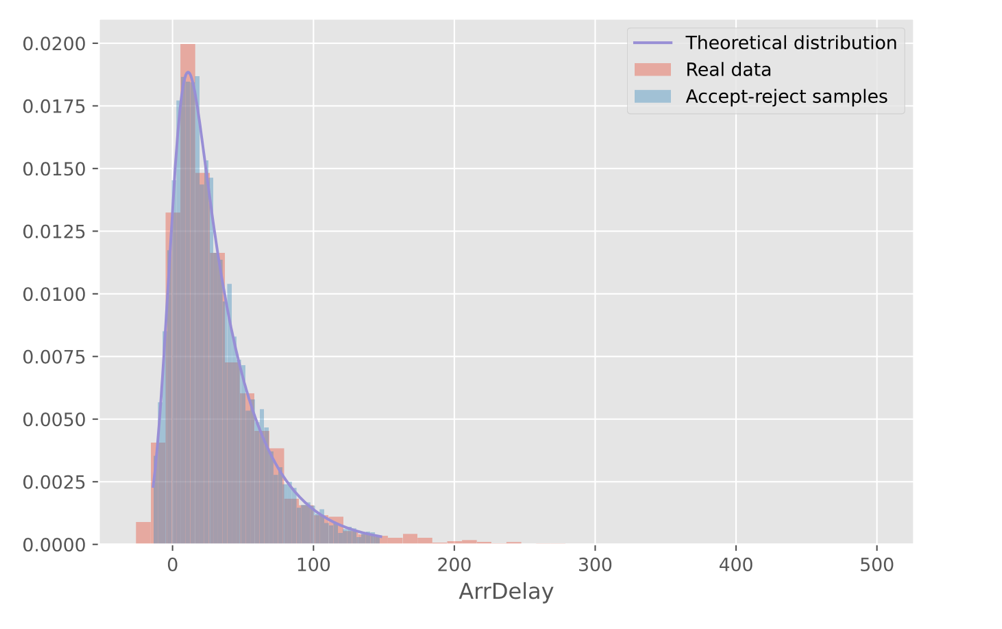 Theoretical distribution
Real data
Accept-reject samples
0.0200
0.0175
0.0150
0.0125
0.0100
0.0075
0.0050
0.0025
0.0000
0 100 200 300 400 500
ArrDelay